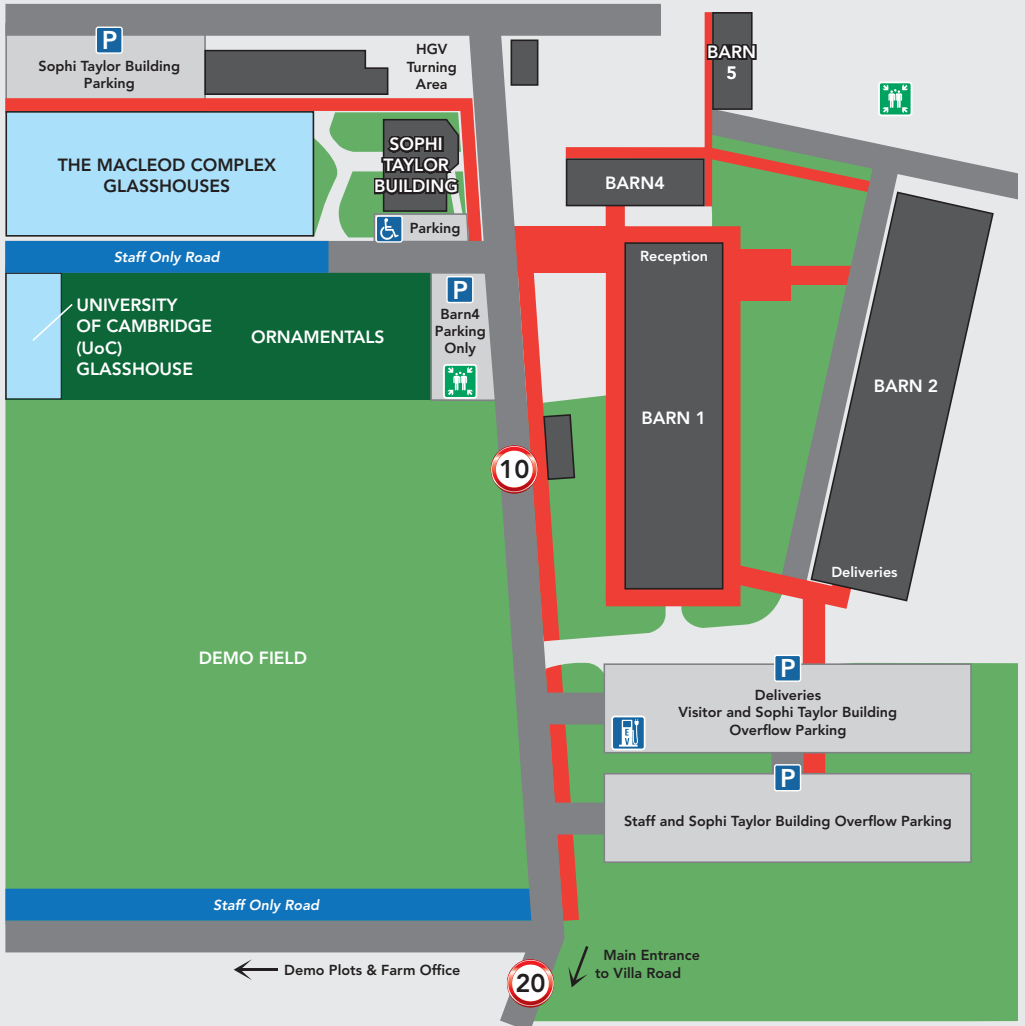 P
Sophi Taylor Building
Parking
HGV
Turning
Area
BARN
5
THE MACLEOD COMPLEX
GLASSHOUSES
SOPHI
TAYLOR
BUILDING
BARN4
Parking
Staff Only Road
Reception
P
Barn4
Parking
Only
UNIVERSITY
OF CAMBRIDGE
(UoC)
GLASSHOUSE
ORNAMENTALS
BARN 1
BARN 2
10
Deliveries
DEMO FIELD
P
Deliveries
Visitor and Sophi Taylor Building
Overflow Parking
E
V
P
Staff and Sophi Taylor Building Overflow Parking
Staff Only Road
Demo Plots & Farm Office
20
Main Entrance
to Villa Road